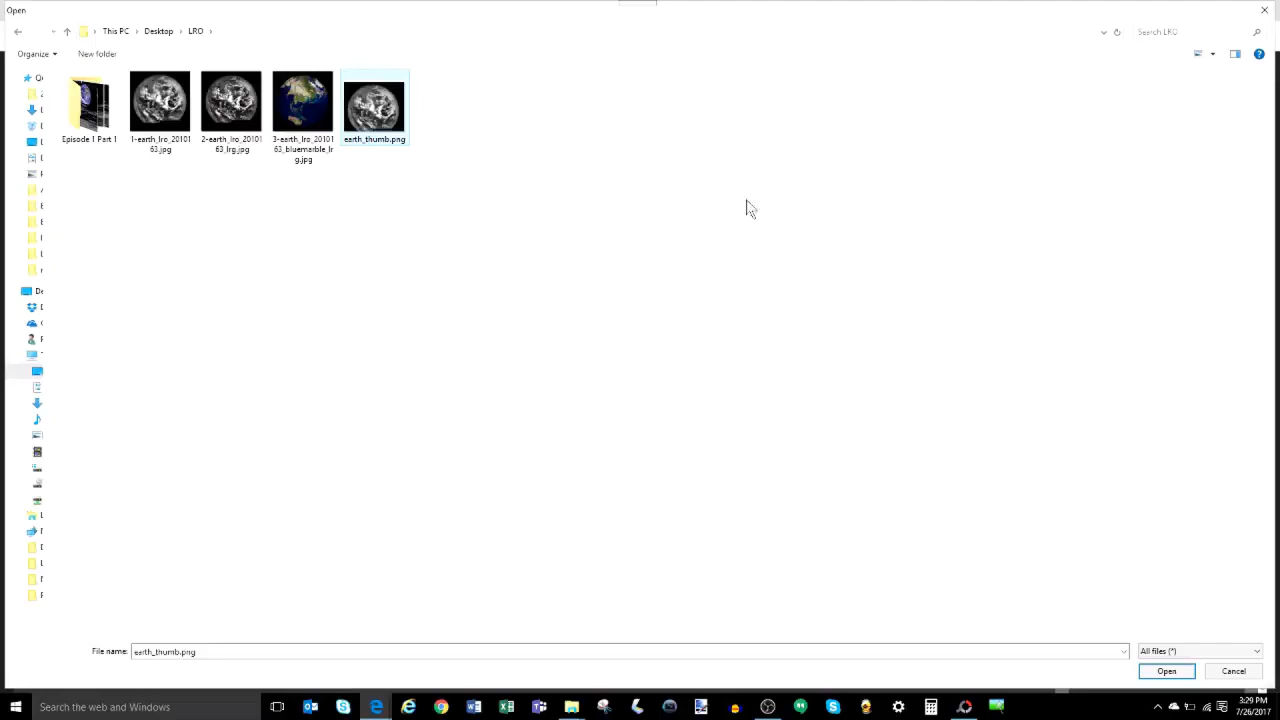 Open
This PC > Desktop > LRO >
Search LRO
Organize
New folder
Episode 1 Part 1
1-earth_lro_20101
63.jpg
2-earth_lro_20101
63_lrg.jpg
3-earth_lro_20101
63_bluemarble_lr
g.jpg
earth_thumb.png
File name:
earth_thumb.png
All files (*)
Open
Cancel
Search the web and Windows
3:29 PM
7/26/2017